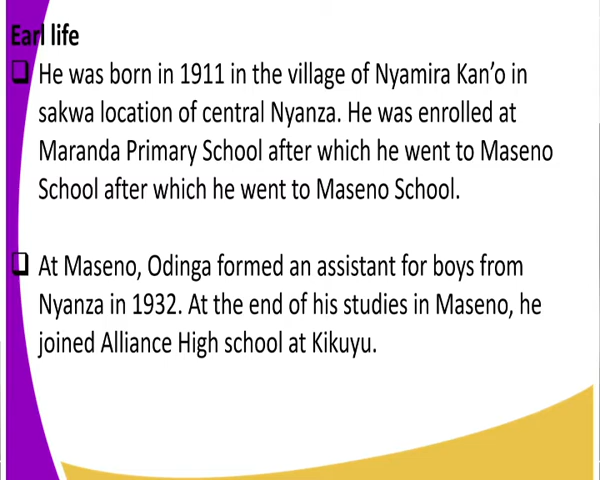 Earl life
❑ He was born in 1911 in the village of Nyamira Kan’o in
sakwa location of central Nyanza. He was enrolled at
Maranda Primary School after which he went to Maseno
School after which he went to Maseno School.
❑ At Maseno, Odinga formed an assistant for boys from
Nyanza in 1932. At the end of his studies in Maseno, he
joined Alliance High school at Kikuyu.